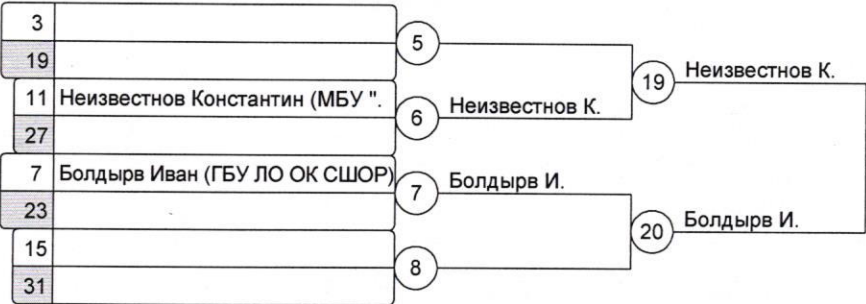 3
5
19
19 Неизвестнов К.
11 Неизвестнов Константин (МБУ ".
6 Неизвестнов К.
27
7 Болдырв Иван (ГБУ ЛО ОК СШОР)
7 Болдырв И.
23
20 Болдырв И.
15
8
31